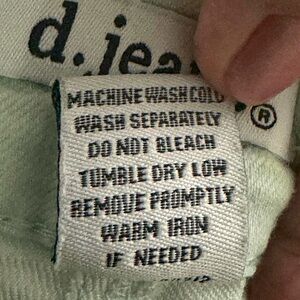 d.jea
®
MACHINE WASH COLD
WASH SEPARATELY
DO NOT BLEACH
TUMBLE DRY LOW
REMOVE PROMPTLY
WARM IRON
IF NEEDED